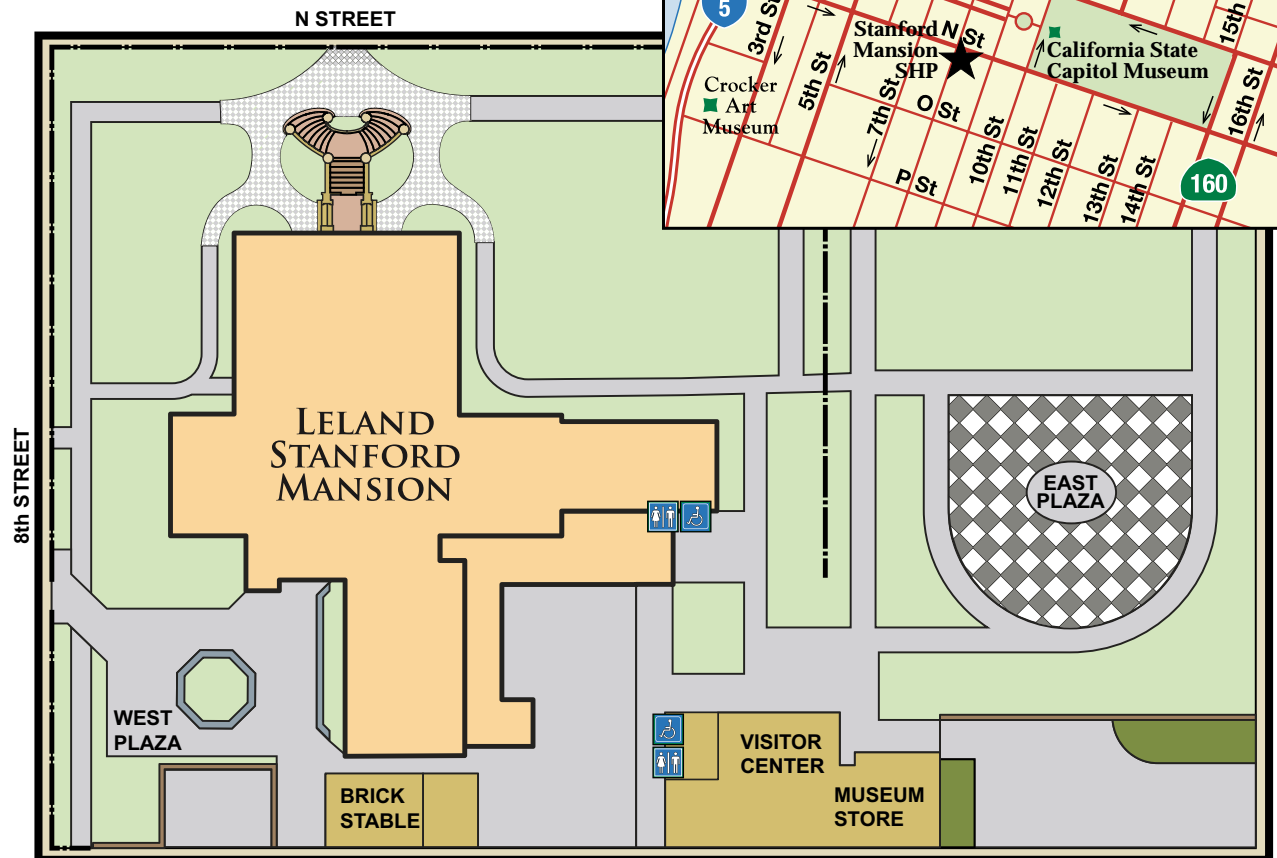 N STREET
5
3rd St
5th St
Stanford
Mansion
SHP
N St
California State
Capitol Museum
15th
16th St
Crocker
Art
Museum
7th St
O St
P St
10th St
11th St
12th St
13th St
14th St
160
8th STREET
LELAND
STANFORD
MANSION
EAST
PLAZA
WEST
PLAZA
BRICK
STABLE
VISITOR
CENTER
MUSEUM
STORE